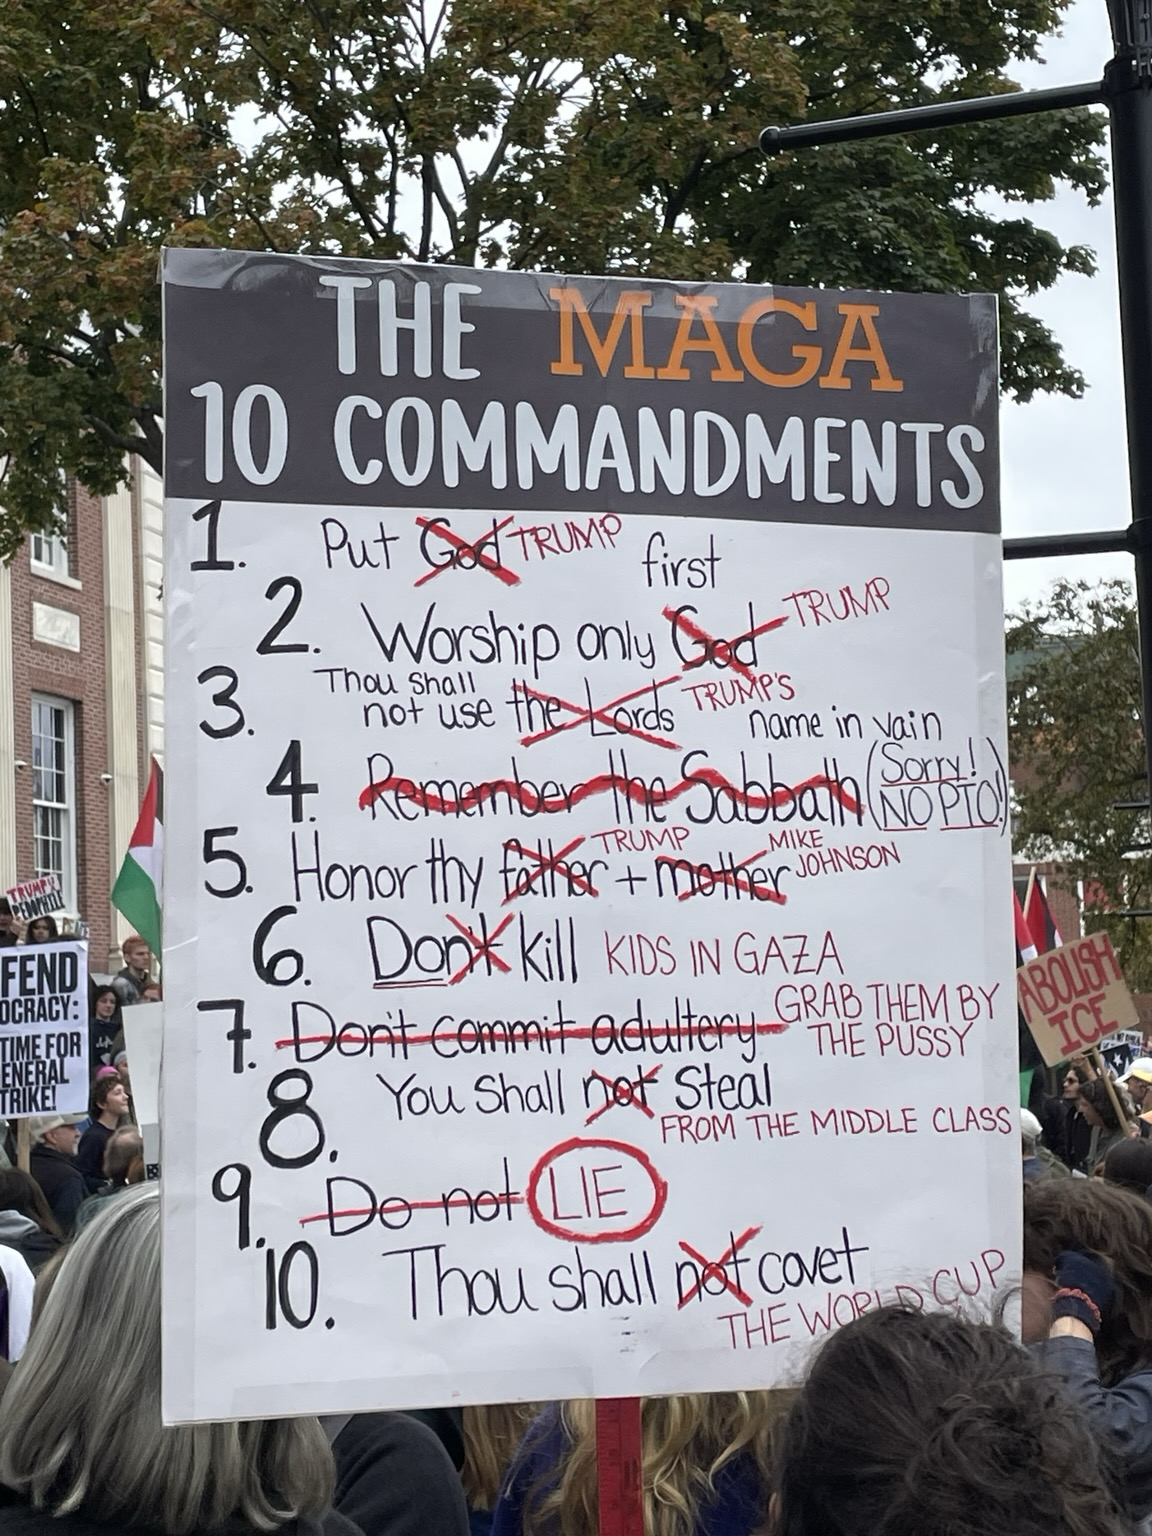 THE MAGA
10 COMMANDMENTS
1. Put God TRUMP first
2. Worship only God TRUMP
3. Thou shall
not use the Lords TRUMP'S name in vain
4. Remember the Sabbath (Sorry!
NO PTO!)
5. Honor thy father TRUMP + mother MIKE
JOHNSON
6. Don't kill KIDS IN GAZA
7. Don't commit adultery GRAB THEM BY
THE PUSSY
8. You shall not steal
FROM THE MIDDLE CLASS
9. Do not LIE
10. Thou shall not covet
THE WORLD CUP
TRUMP'S
PEDOPHILE
FEND
OCRACY:
TIME FOR
ENERAL
TRIKE!
ABOLISH
ICE